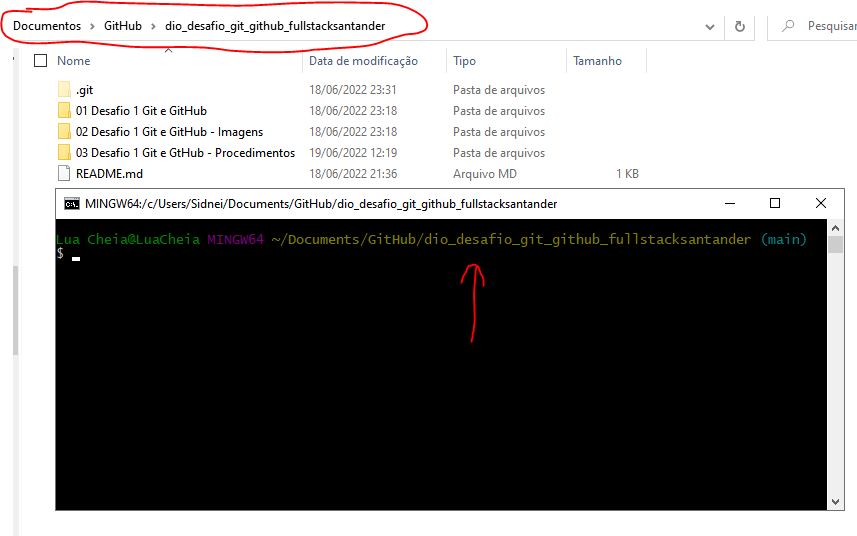 Documentos > GitHub > dio_desafio_git_github_fullstacksantander
Pesquisar
Nome Data de modificação Tipo Tamanho
.git 18/06/2022 23:31 Pasta de arquivos
01 Desafio 1 Git e GitHub 18/06/2022 23:18 Pasta de arquivos
02 Desafio 1 Git e GitHub - Imagens 18/06/2022 23:18 Pasta de arquivos
03 Desafio 1 Git e GtHub - Procedimentos 19/06/2022 12:19 Pasta de arquivos
README.md 18/06/2022 21:36 Arquivo MD 1 KB
MINGW64:/c/Users/Sidnei/Documents/GitHub/dio_desafio_git_github_fullstacksantander
Lua Cheia@LuaCheia MINGW64 ~/Documents/GitHub/dio_desafio_git_github_fullstacksantander (main)
$